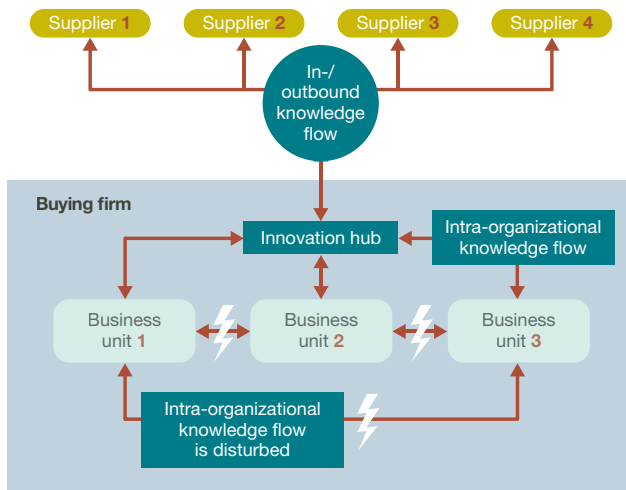 Supplier 1
Supplier 2
Supplier 3
Supplier 4
In-/
outbound
knowledge
flow
Buying firm
Innovation hub
Intra-organizational
knowledge flow
Business
unit 1
Business
unit 2
Business
unit 3
Intra-organizational
knowledge flow
is disturbed